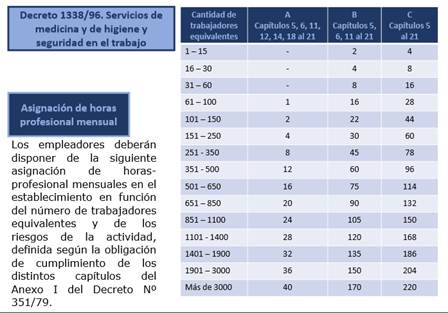 Decreto 1338/96. Servicios de
medicina y de higiene y
seguridad en el trabajo
Asignación de horas
profesional mensual
Los empleadores deberán
disponer de la siguiente
asignación de horas-
profesional mensuales en el
establecimiento en función
del número de trabajadores
equivalentes y de los
riesgos de la actividad,
definida según la obligación
de cumplimiento de los
distintos capítulos del
Anexo I del Decreto Nº
351/79.
Cantidad de trabajadores equivalentes | A Capítulos 5, 6, 11, 12, 14, 18 al 21 | B Capítulos 5, 6, 11 al 21 | C Capítulos 5 al 21
1 – 15 - 2 4
16 – 30 - 4 8
31 – 60 - 8 16
61 – 100 1 16 28
101 – 150 2 22 44
151 – 250 4 30 60
251 - 350 8 45 78
351 - 500 12 60 96
501 – 650 16 75 114
651 – 850 20 90 132
851 – 1100 24 105 150
1101 - 1400 28 120 168
1401 – 1900 32 135 186
1901 – 3000 36 150 204
Más de 3000 40 170 220